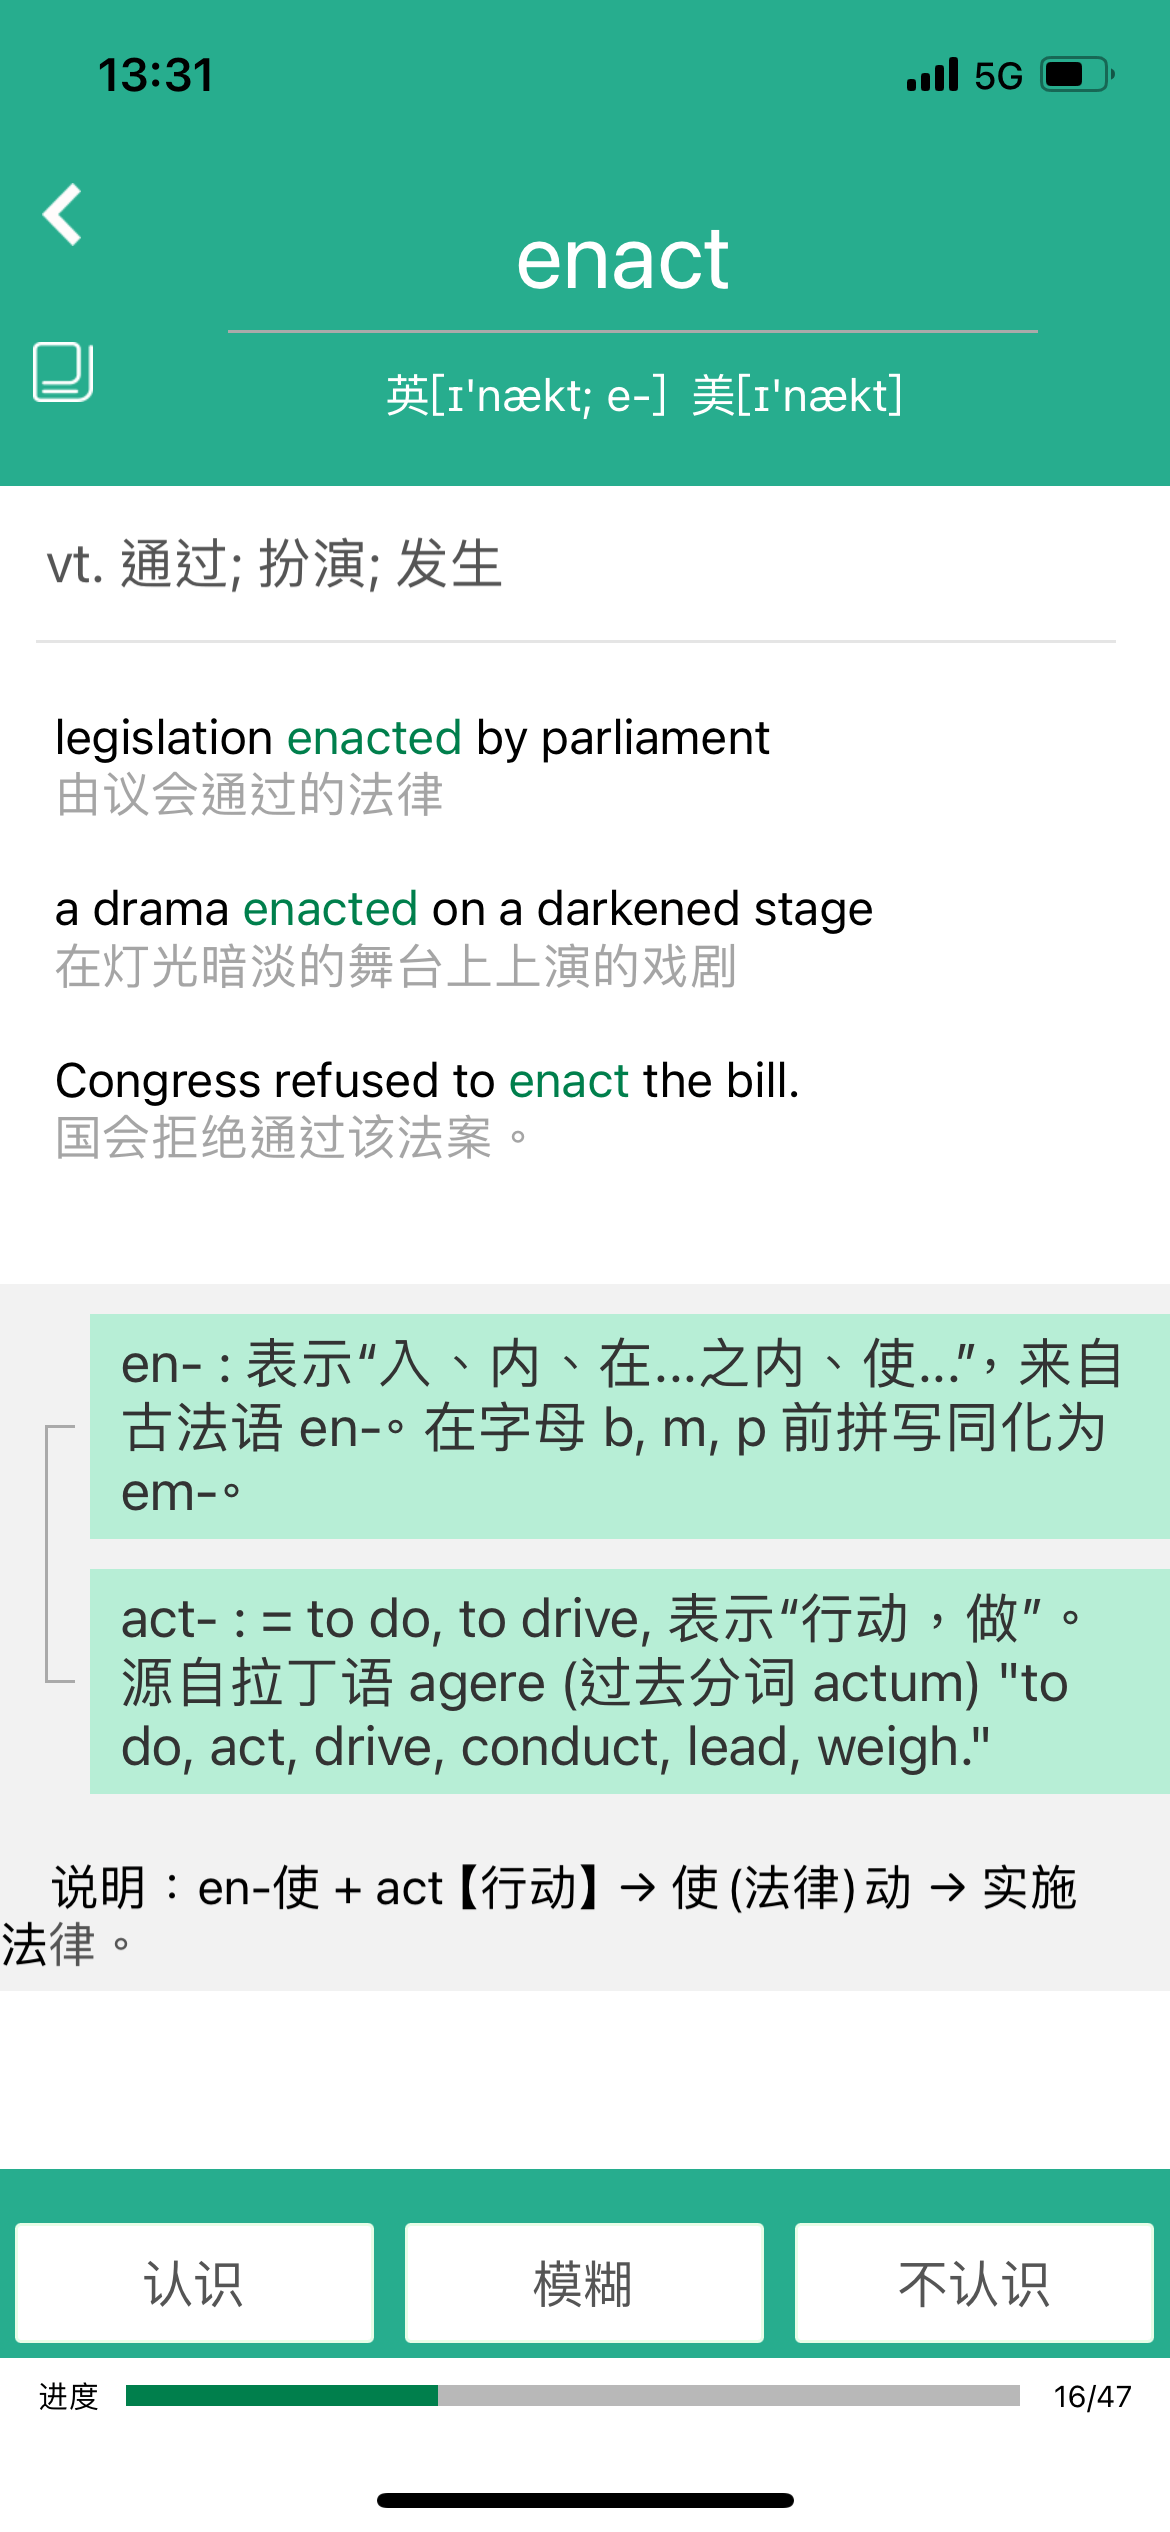 13:31
5G
enact
英[ɪ'nækt; e-] 美[ɪ'nækt]
vt. 通过; 扮演; 发生
legislation enacted by parliament
由议会通过的法律
a drama enacted on a darkened stage
在灯光暗淡的舞台上上演的戏剧
Congress refused to enact the bill.
国会拒绝通过该法案。
en- : 表示“入、内、在...之内、使...”，来自
古法语 en-。在字母 b, m, p 前拼写同化为
em-。
act- : = to do, to drive, 表示“行动，做”。
源自拉丁语 agere (过去分词 actum) "to
do, act, drive, conduct, lead, weigh."
说明：en-使 + act【行动】→ 使(法律)动 → 实施
法律。
认识 模糊 不认识
进度 16/47